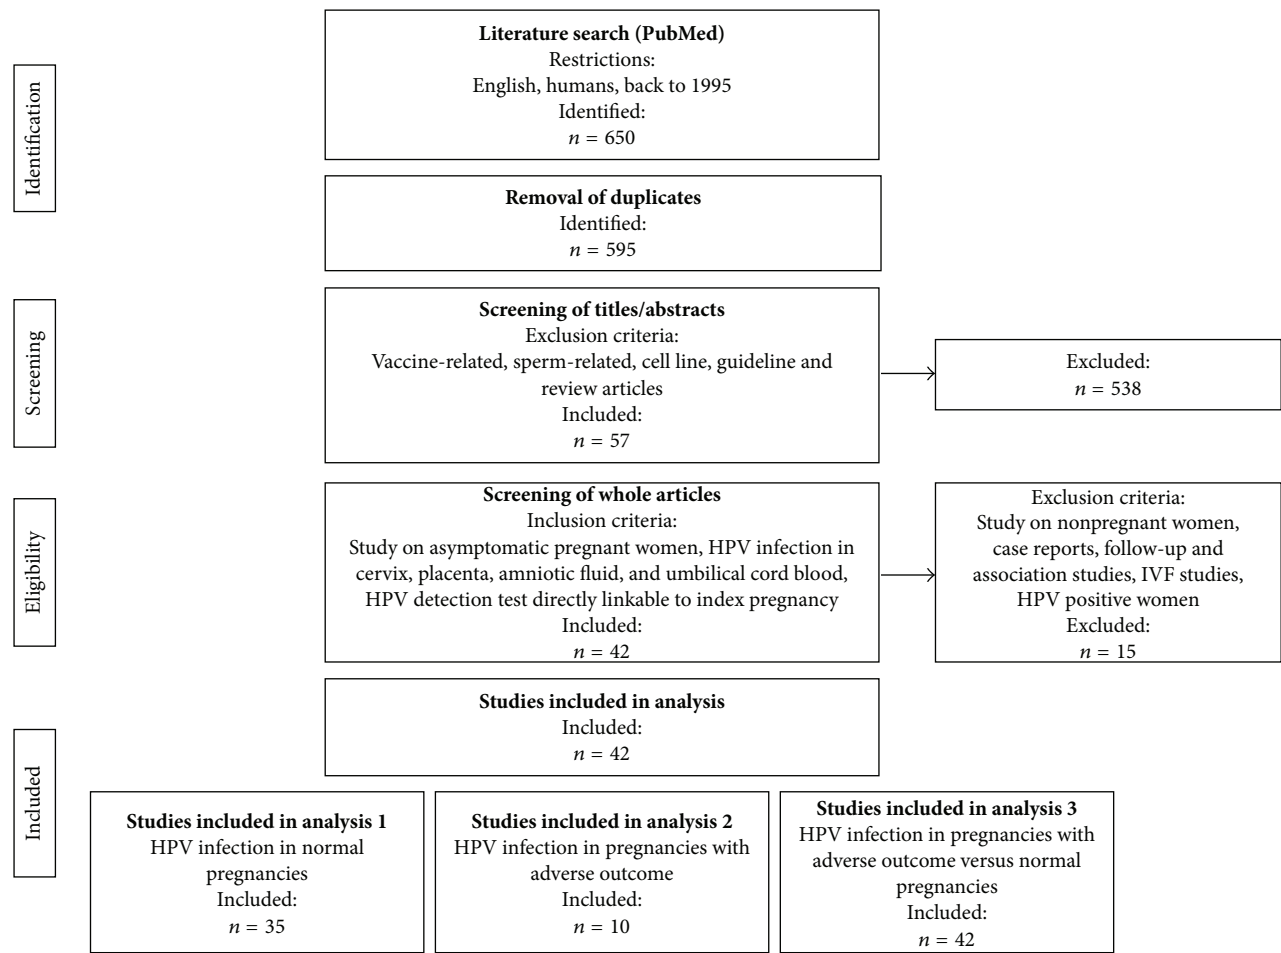 Identification
Literature search (PubMed)
Restrictions:
English, humans, back to 1995
Identified:
n = 650
Removal of duplicates
Identified:
n = 595
Screening
Screening of titles/abstracts
Exclusion criteria:
Vaccine-related, sperm-related, cell line, guideline and
review articles
Included:
n = 57
Excluded:
n = 538
Eligibility
Screening of whole articles
Inclusion criteria:
Study on asymptomatic pregnant women, HPV infection in
cervix, placenta, amniotic fluid, and umbilical cord blood,
HPV detection test directly linkable to index pregnancy
Included:
n = 42
Exclusion criteria:
Study on nonpregnant women,
case reports, follow-up and
association studies, IVF studies,
HPV positive women
Excluded:
n = 15
Included
Studies included in analysis
Included:
n = 42
Studies included in analysis 1
HPV infection in normal
pregnancies
Included:
n = 35
Studies included in analysis 2
HPV infection in pregnancies with
adverse outcome
Included:
n = 10
Studies included in analysis 3
HPV infection in pregnancies with
adverse outcome versus normal
pregnancies
Included:
n = 42